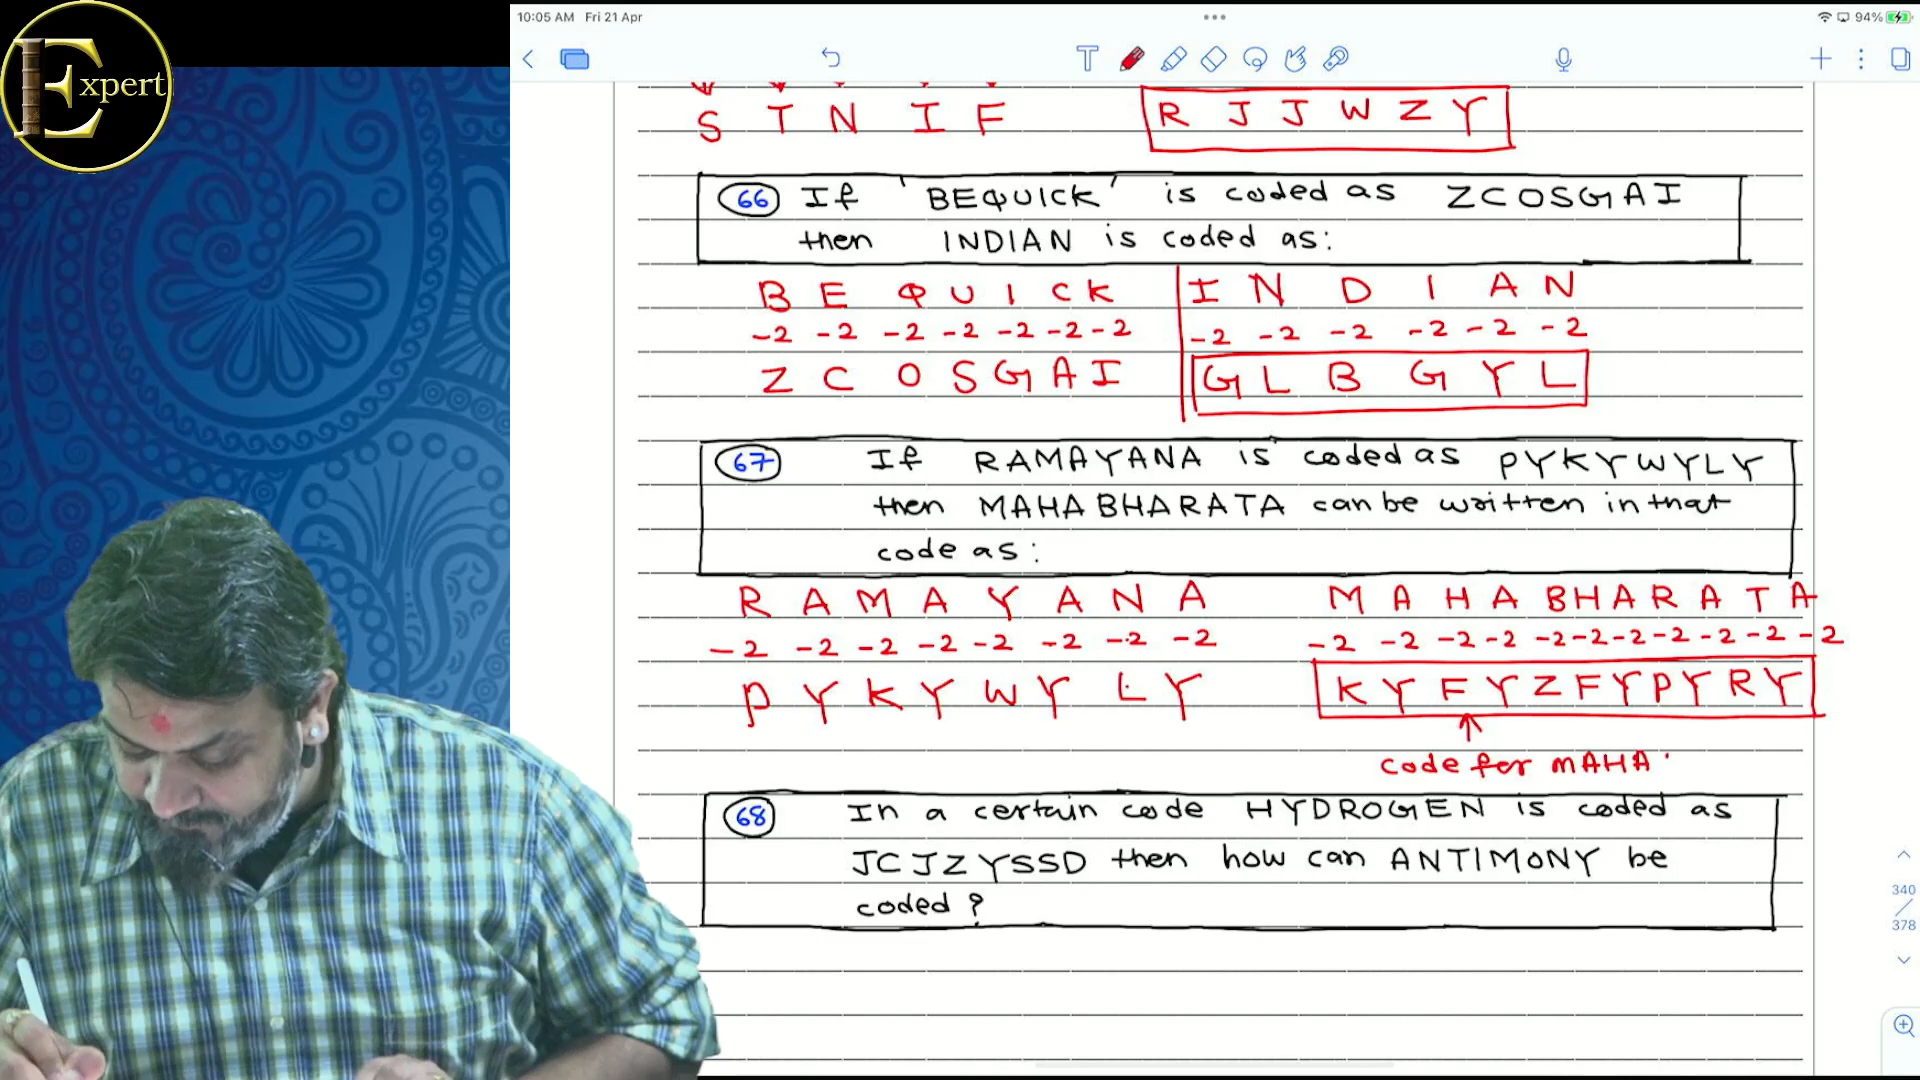 Expert
10:05 AM Fri 21 Apr
94%
S T N I F R J J W Z Y
66 If 'BEQUICK' is coded as ZCOSGAI
then INDIAN is coded as:
B E Q U I C K I N D I A N
-2 -2 -2 -2 -2 -2 -2 -2 -2 -2 -2 -2 -2
Z C O S G A I G L B G Y L
67 If RAMAYANA is coded as PYKYWYLY
then MAHABHARATA can be written in that
code as:
R A M A Y A N A M A H A B H A R A T A
-2 -2 -2 -2 -2 -2 -2 -2 -2 -2 -2 -2 -2 -2 -2 -2 -2 -2 -2
P Y K Y W Y L Y K Y F Y Z F Y P Y R Y
code for MAHA
68 In a certain code HYDROGEN is coded as
JCJZYSSD then how can ANTIMONY be
coded?
340
378